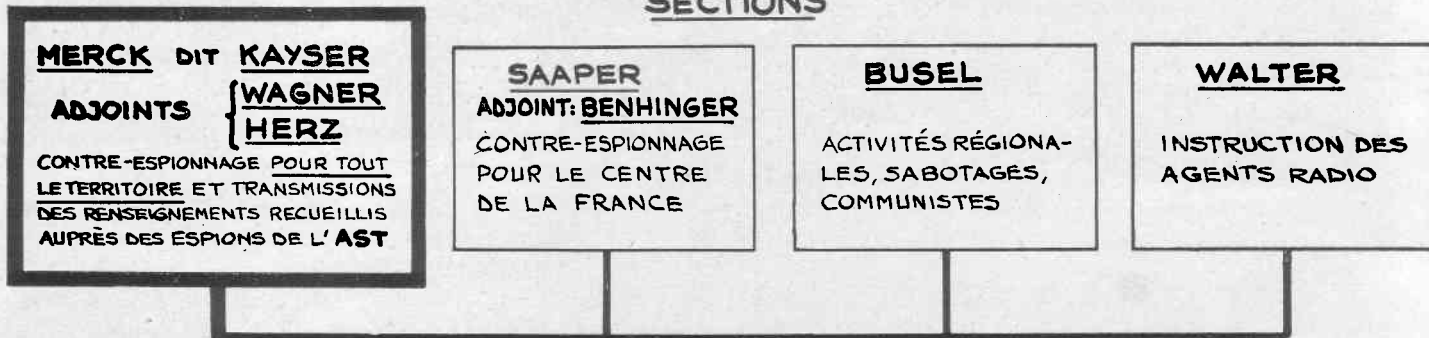 SECTIONS
MERCK DIT KAYSER
ADJOINTS { WAGNER
HERZ
CONTRE-ESPIONNAGE POUR TOUT
LE TERRITOIRE ET TRANSMISSIONS
DES RENSEIGNEMENTS RECUEILLIS
AUPRÈS DES ESPIONS DE L'AST
SAAPER
ADJOINT: BENHINGER
CONTRE-ESPIONNAGE
POUR LE CENTRE
DE LA FRANCE
BUSEL
ACTIVITÉS RÉGIONA-
LES, SABOTAGES,
COMMUNISTES
WALTER
INSTRUCTION DES
AGENTS RADIO